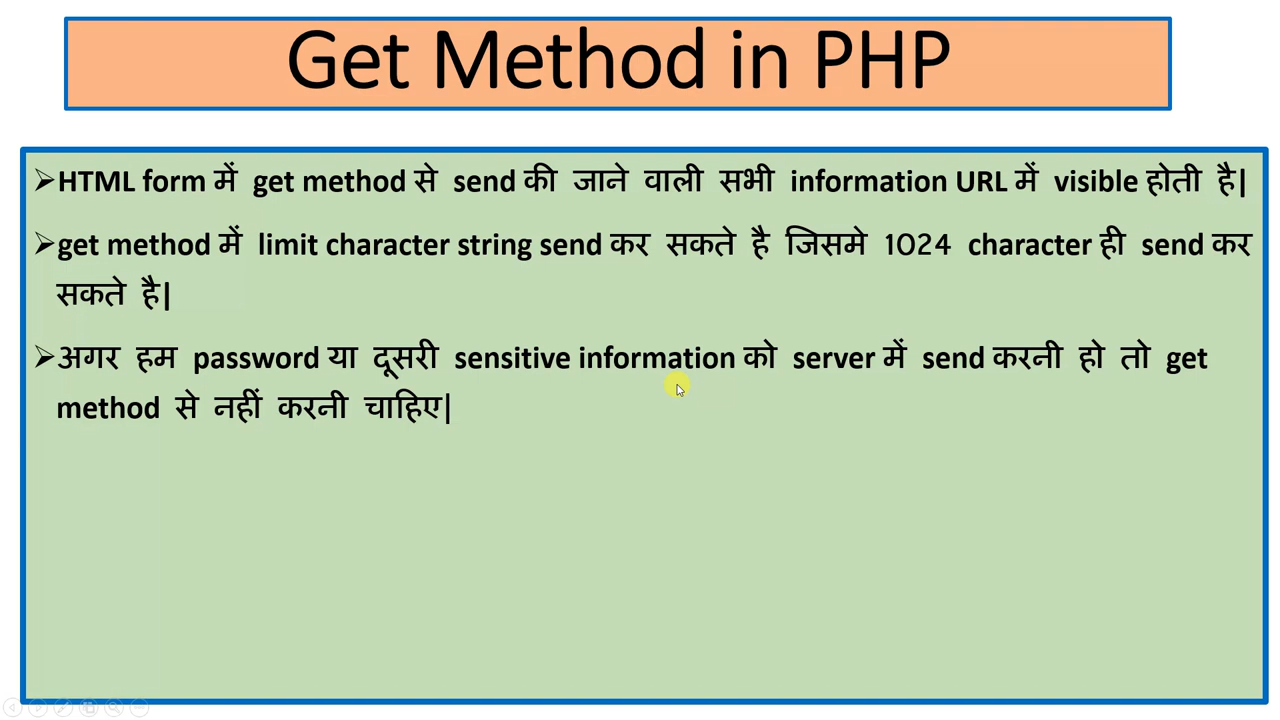 Get Method in PHP
➢HTML form में get method से send की जाने वाली सभी information URL में visible होती है|
➢get method में limit character string send कर सकते है जिसमे 1024 character ही send कर
सकते है|
➢अगर हम password या दूसरी sensitive information को server में send करनी हो तो get
method से नहीं करनी चाहिए|